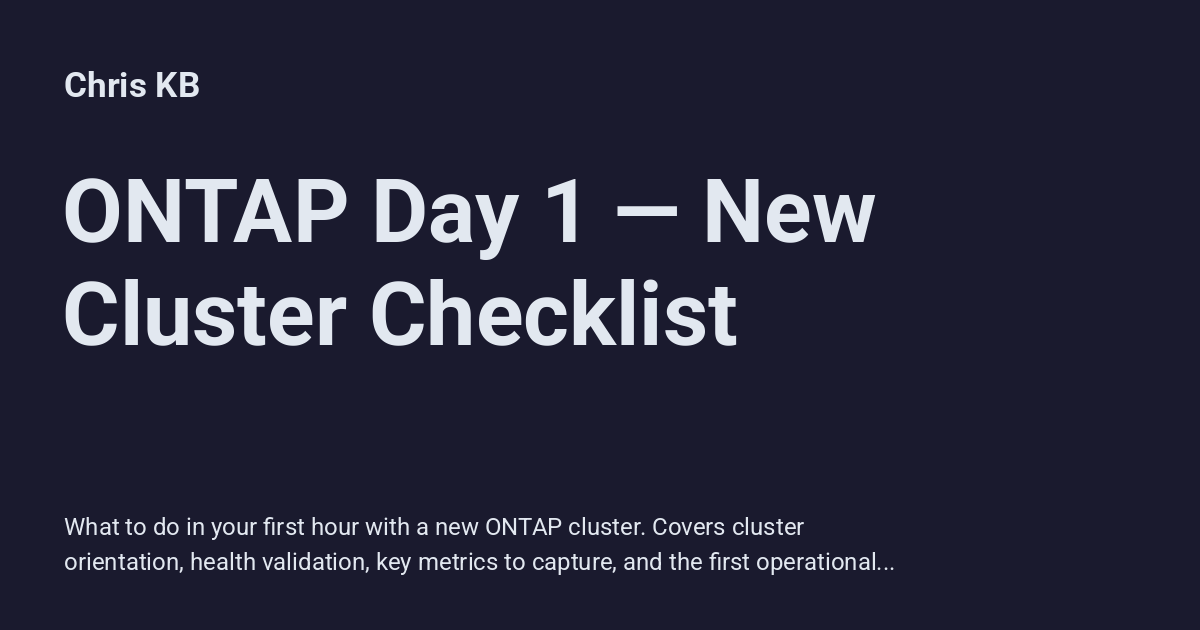 Chris KB
ONTAP Day 1 — New
Cluster Checklist
What to do in your first hour with a new ONTAP cluster. Covers cluster
orientation, health validation, key metrics to capture, and the first operational...